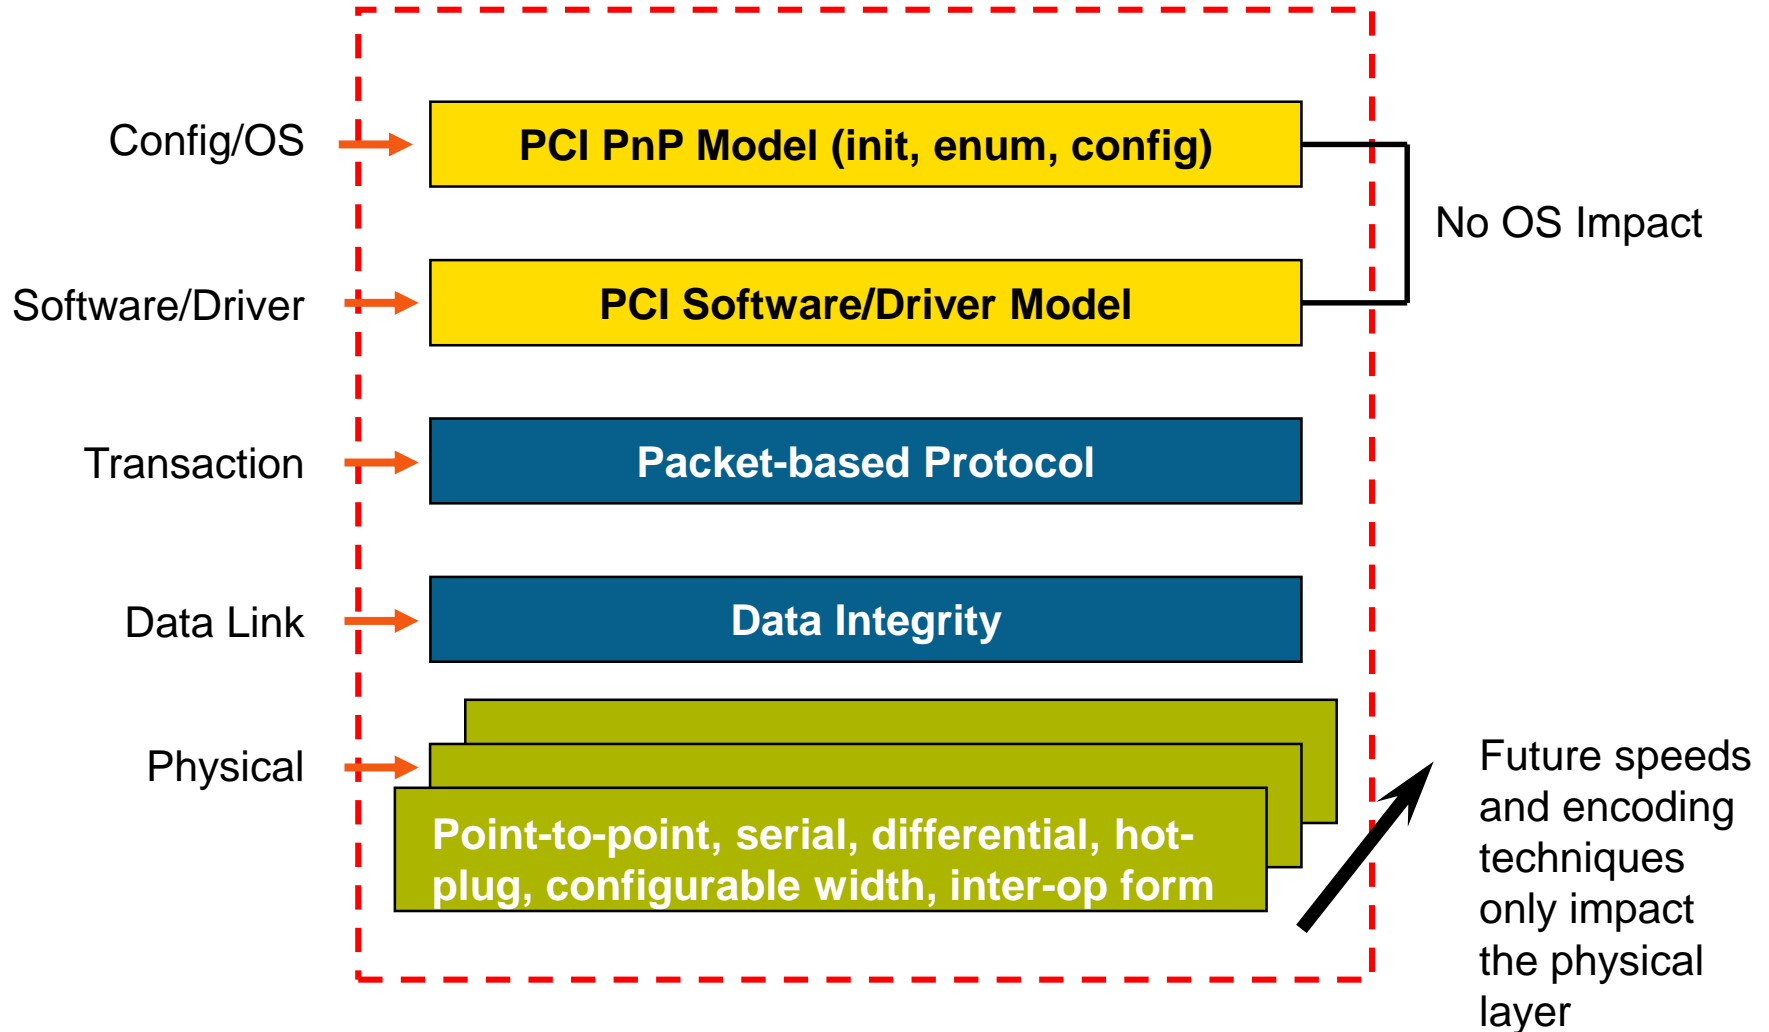 Config/OS
PCI PnP Model (init, enum, config)
No OS Impact
Software/Driver
PCI Software/Driver Model
Transaction
Packet-based Protocol
Data Link
Data Integrity
Physical
Point-to-point, serial, differential, hot-
plug, configurable width, inter-op form
Future speeds
and encoding
techniques
only impact
the physical
layer